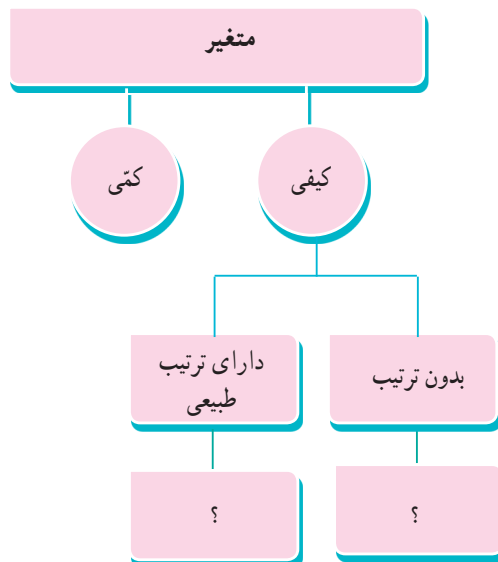 متغیر
کیفی
کمّی
بدون ترتیب
دارای ترتیب
طبیعی
؟
؟